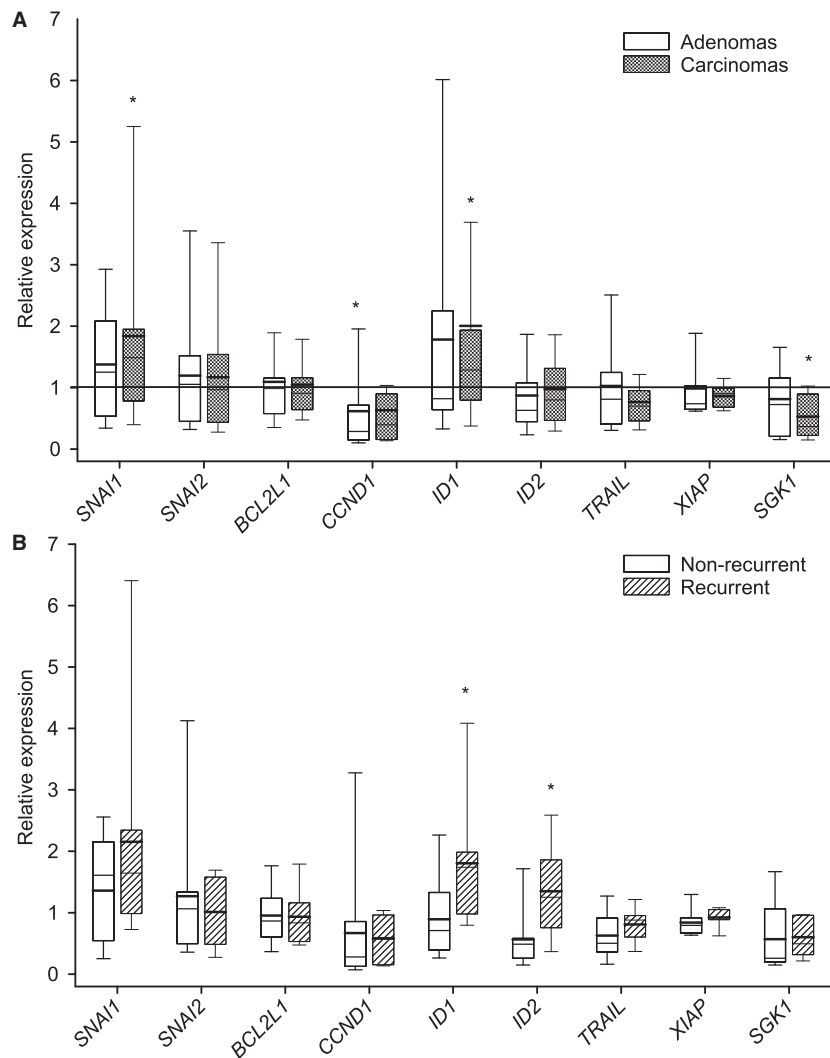 A
7
6
5
4
3
2
1
0
Relative expression
Adenomas
Carcinomas
*
*
*
*
SNAI1
SNAI2
BCL2L1
CCND1
ID1
ID2
TRAIL
XIAP
SGK1
B
7
6
5
4
3
2
1
0
Relative expression
Non-recurrent
Recurrent
*
*
SNAI1
SNAI2
BCL2L1
CCND1
ID1
ID2
TRAIL
XIAP
SGK1